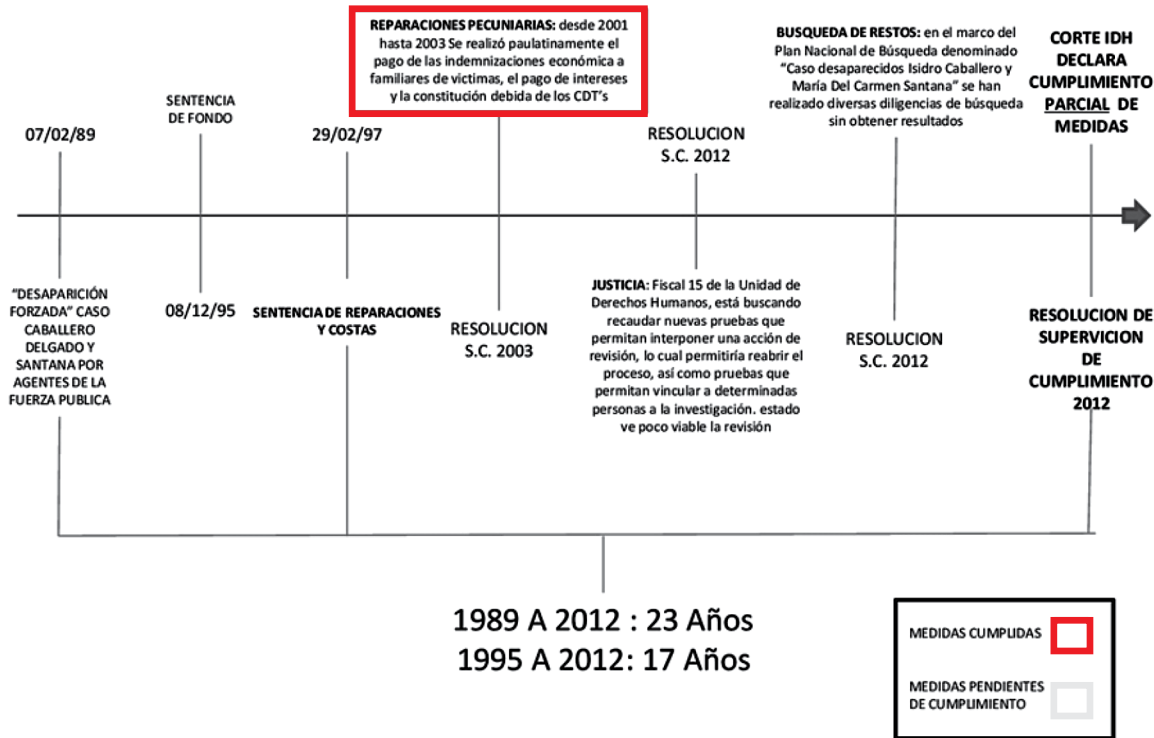 REPARACIONES PECUNIARIAS: desde 2001
hasta 2003 Se realizó paulatinamente el
pago de las indemnizaciones económica a
familiares de victimas, el pago de intereses
y la constitución debida de los CDT's
BUSQUEDA DE RESTOS: en el marco del
Plan Nacional de Búsqueda denominado
"Caso desaparecidos Isidro Caballero y
María Del Carmen Santana" se han
realizado diversas diligencias de búsqueda
sin obtener resultados
CORTE IDH
DECLARA
CUMPLIMIENTO
PARCIAL DE
MEDIDAS
07/02/89
SENTENCIA
DE FONDO
29/02/97
RESOLUCION
S.C. 2012
"DESAPARICIÓN
FORZADA" CASO
CABALLERO
DELGADO Y
SANTANA POR
AGENTES DE LA
FUERZA PUBLICA
08/12/95
SENTENCIA DE REPARACIONES
Y COSTAS
RESOLUCION
S.C. 2003
JUSTICIA: Fiscal 15 de la Unidad de
Derechos Humanos, está buscando
recaudar nuevas pruebas que
permitan interponer una acción de
revisión, lo cual permitiría reabrir el
proceso, así como pruebas que
permitan vincular a determinadas
personas a la investigación. estado
ve poco viable la revisión
RESOLUCION
S.C. 2012
RESOLUCION DE
SUPERVICION
DE
CUMPLIMIENTO
2012
1989 A 2012 : 23 Años
1995 A 2012: 17 Años
MEDIDAS CUMPLIDAS
MEDIDAS PENDIENTES
DE CUMPLIMIENTO